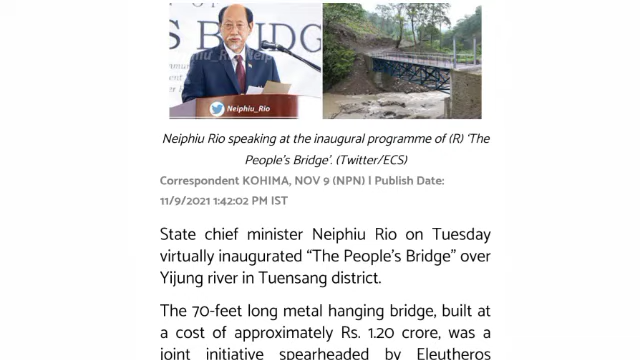 S BRIDG
Neiphiu_Rio
Neiphiu Rio speaking at the inaugural programme of (R) ‘The
People’s Bridge’. (Twitter/ECS)
Correspondent KOHIMA, NOV 9 (NPN) | Publish Date:
11/9/2021 1:42:02 PM IST
State chief minister Neiphiu Rio on Tuesday
virtually inaugurated “The People’s Bridge” over
Yijung river in Tuensang district.
The 70-feet long metal hanging bridge, built at
a cost of approximately Rs. 1.20 crore, was a
joint initiative spearheaded by Eleutheros